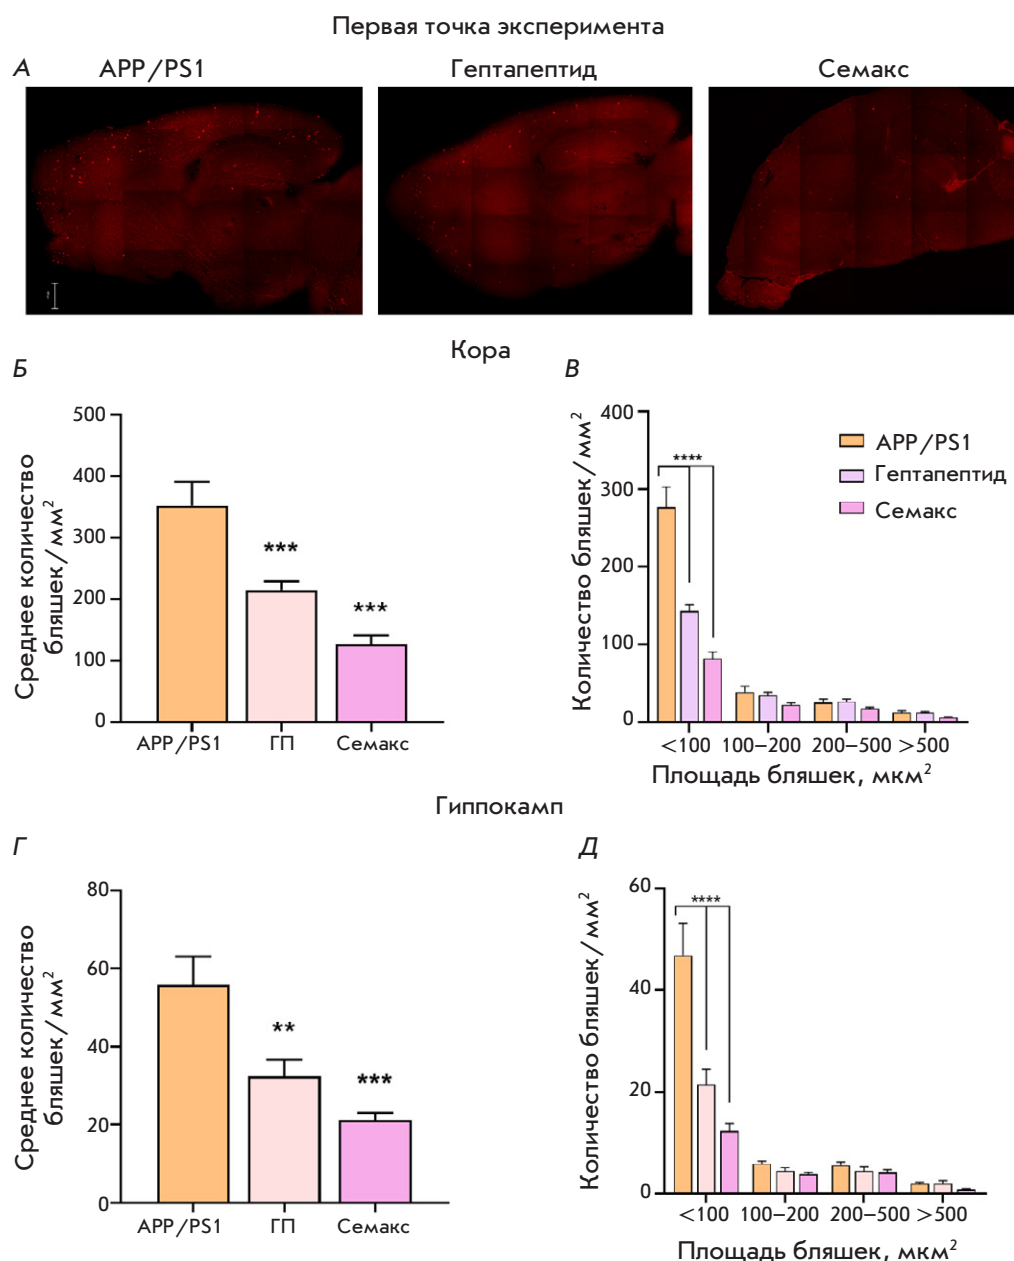 Первая точка эксперимента
А
APP/PS1
Гептапептид
Семакс
Кора
Б
Среднее количество
бляшек/мм²
500
400
300
200
100
0
***
***
APP/PS1
ГП
Семакс
В
Количество бляшек/мм²
400
300
200
100
0
****
APP/PS1
Гептапептид
Семакс
<100
100–200
200–500
>500
Площадь бляшек, мкм²
Гиппокамп
Г
Среднее количество
бляшек/мм²
80
60
40
20
0
**
***
APP/PS1
ГП
Семакс
Д
Количество бляшек/мм²
60
40
20
0
****
<100
100–200
200–500
>500
Площадь бляшек, мкм²